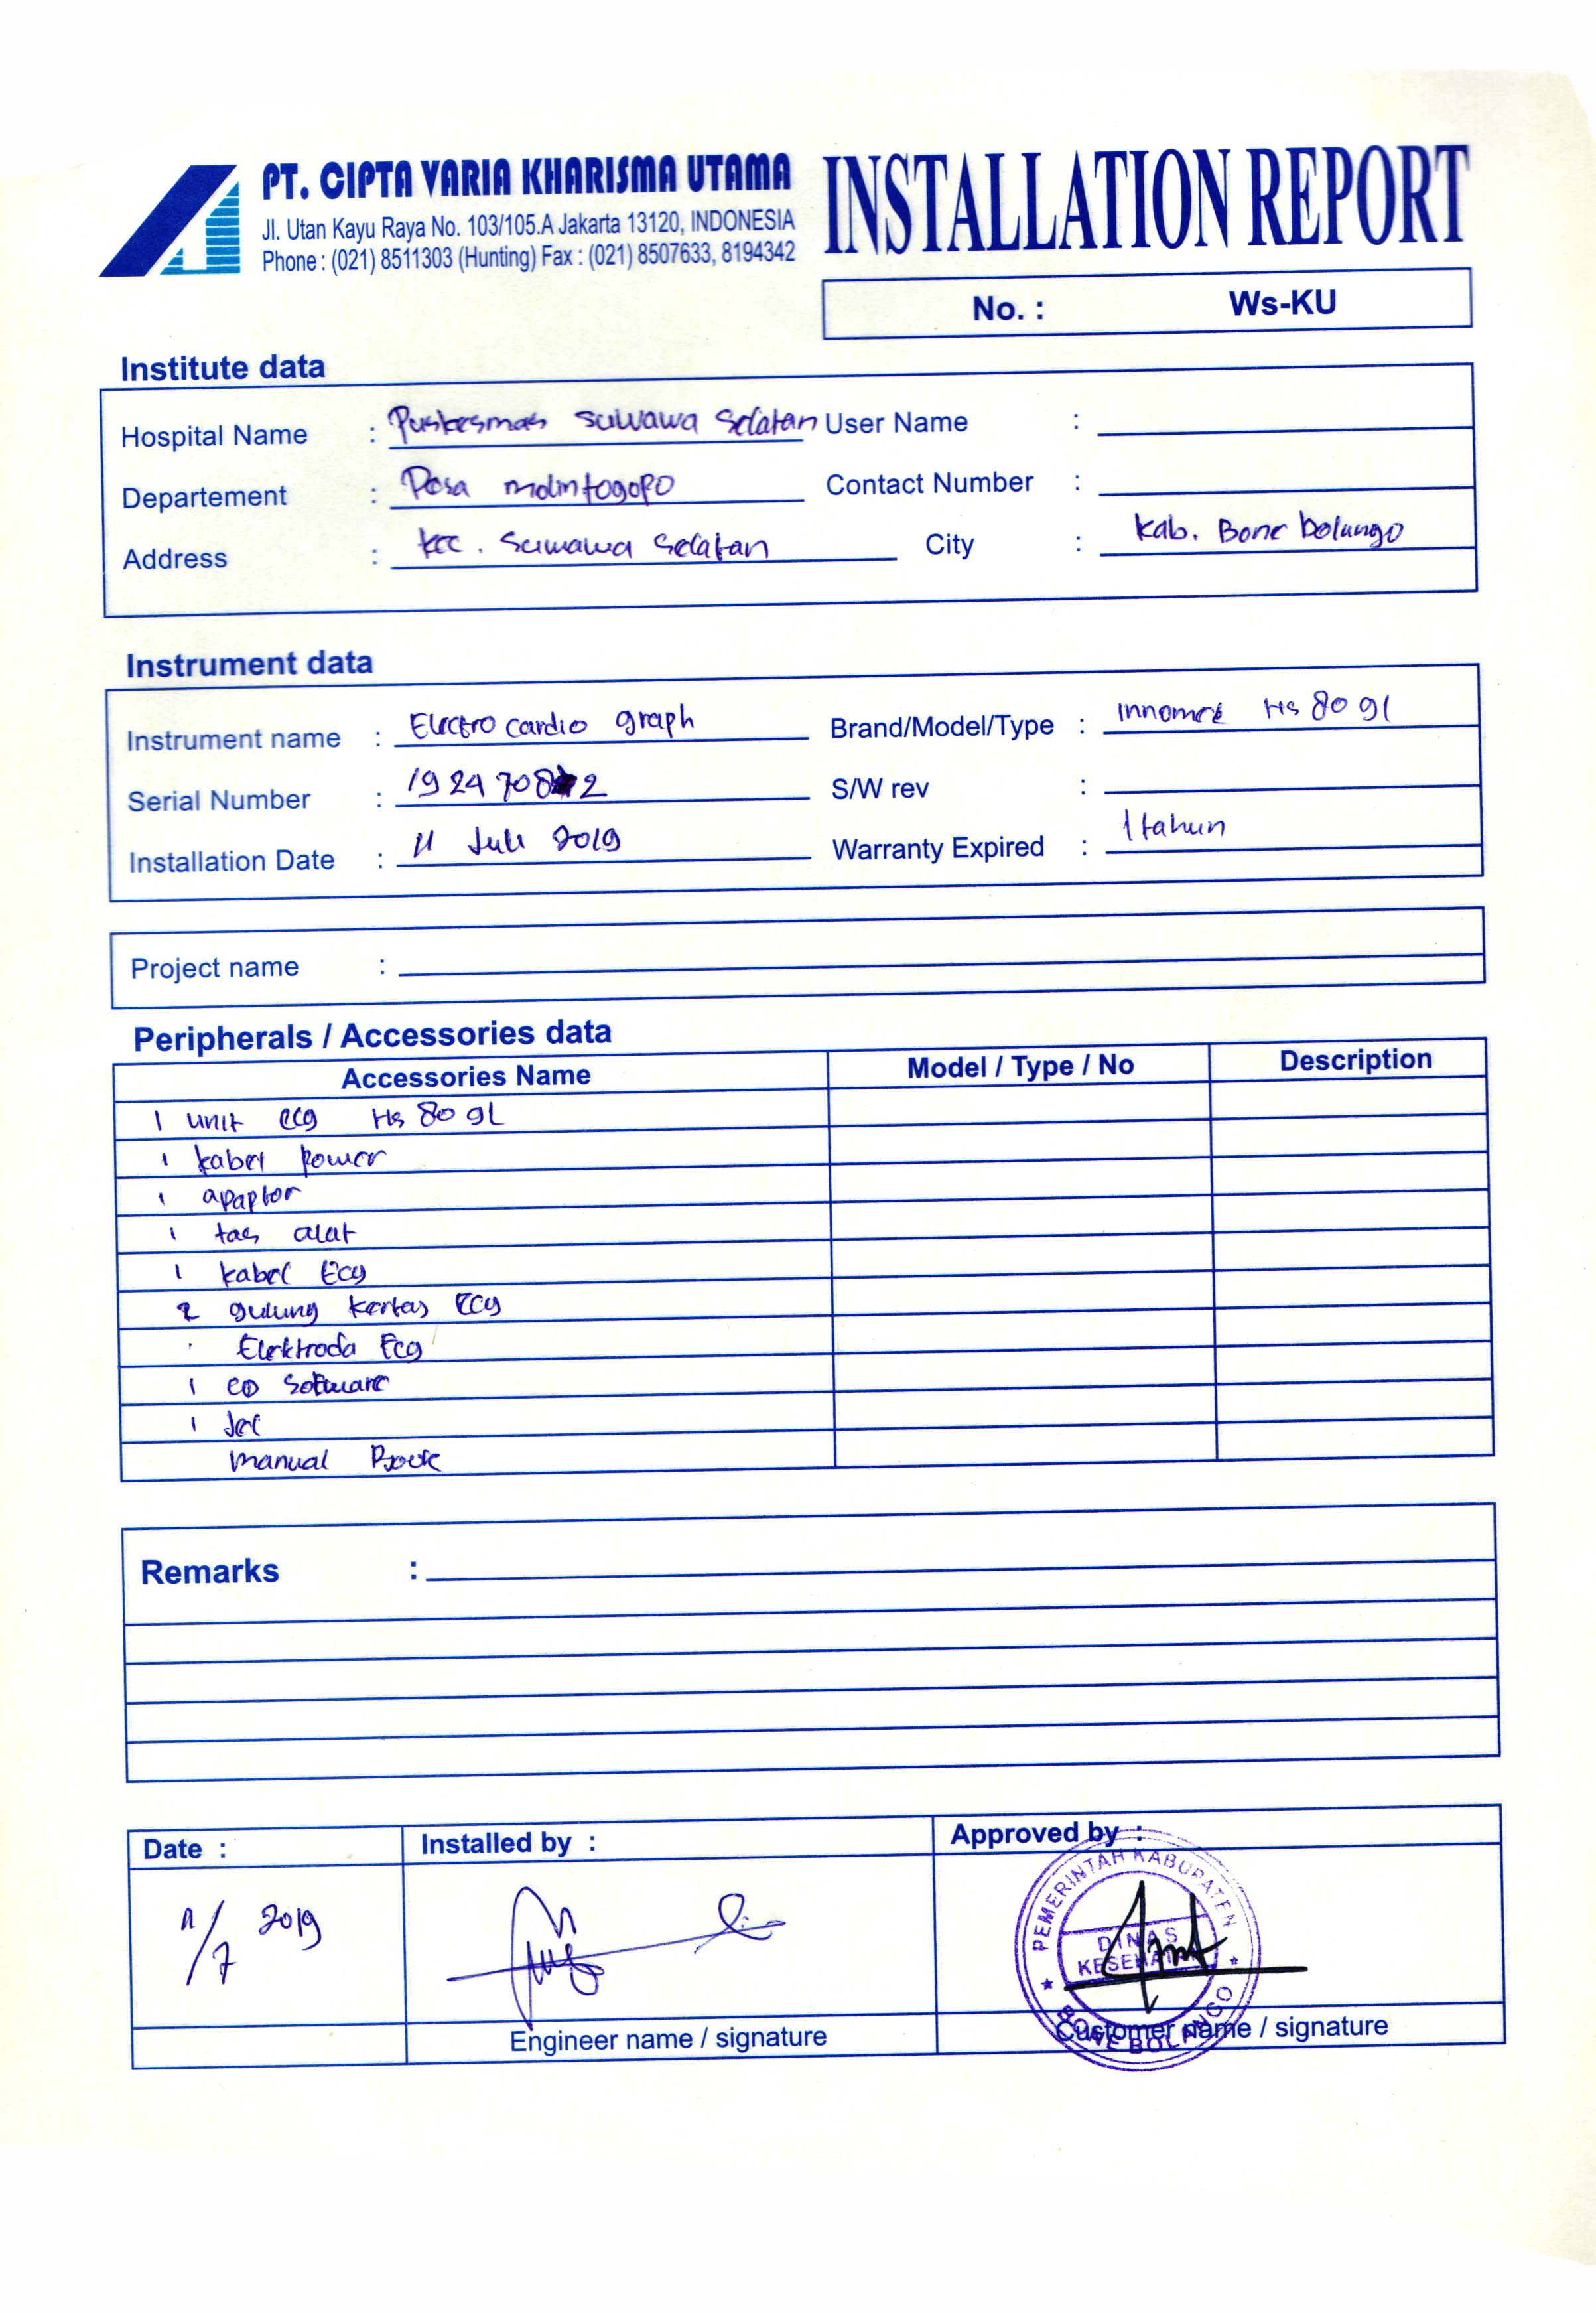 PT. CIPTA VARIA KHARISMA UTAMA
Jl. Utan Kayu Raya No. 103/105.A Jakarta 13120, INDONESIA
Phone : (021) 8511303 (Hunting) Fax : (021) 8507633, 8194342
INSTALLATION REPORT
No. : Ws-KU
Institute data
Hospital Name : Puskesmas Suwawa Selatan User Name :
Departement : Desa molintogopo Contact Number :
Address : kec. Suwawa Selatan City : Kab. Bone bolango
Instrument data
Instrument name : Electro cardio graph Brand/Model/Type : Innomed Hs 80 gl
Serial Number : S/W rev :
Installation Date : 11 Juli 2019 Warranty Expired : 1 tahun
Project name :
Peripherals / Accessories data
Accessories Name Model / Type / No Description
1 unit ecg Hs 80 gL
1 kabel power
1 adaptor
1 tas alat
1 kabel Ecg
2 gulung kertas ECG
Elektroda Ecg
1 CD Software
1 Jel
manual Book
Remarks :
Date : Installed by : Approved by :
11/7 2019
PEMERINTAH KABUPATEN
DINAS
KESEHATAN
BONE BOLANGO
Engineer name / signature Customer name / signature